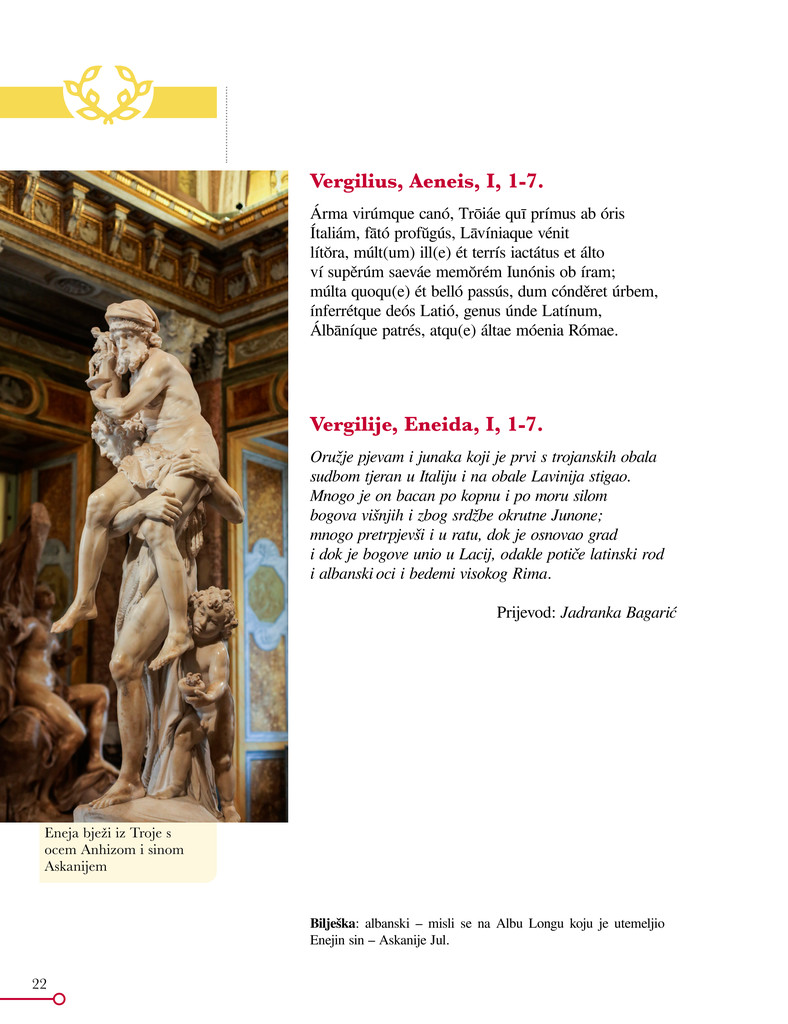 Vergilius, Aeneis, I, 1-7.
Árma virúmque canó, Trōiáe quī prímus ab óris
Ítaliám, fātó profŭgús, Lāvíniaque vénit
lítŏra, múlt(um) ill(e) ét terrís iactátus et álto
ví supĕrúm saeváe memŏrém Iunónis ob íram;
múlta quoqu(e) ét belló passús, dum cóndĕret úrbem,
ínferrétque deós Latió, genus únde Latínum,
Álbāníque patrés, atqu(e) áltae móenia Rómae.
Vergilije, Eneida, I, 1-7.
Oružje pjevam i junaka koji je prvi s trojanskih obala
sudbom tjeran u Italiju i na obale Lavinija stigao.
Mnogo je on bacan po kopnu i po moru silom
bogova višnjih i zbog srdžbe okrutne Junone;
mnogo pretrpjevši i u ratu, dok je osnovao grad
i dok je bogove unio u Lacij, odakle potiče latinski rod
i albanski oci i bedemi visokog Rima.
Prijevod: Jadranka Bagarić
Eneja bježi iz Troje s
ocem Anhizom i sinom
Askanijem
Bilješka: albanski – misli se na Albu Longu koju je utemeljio
Enejin sin – Askanije Jul.
22